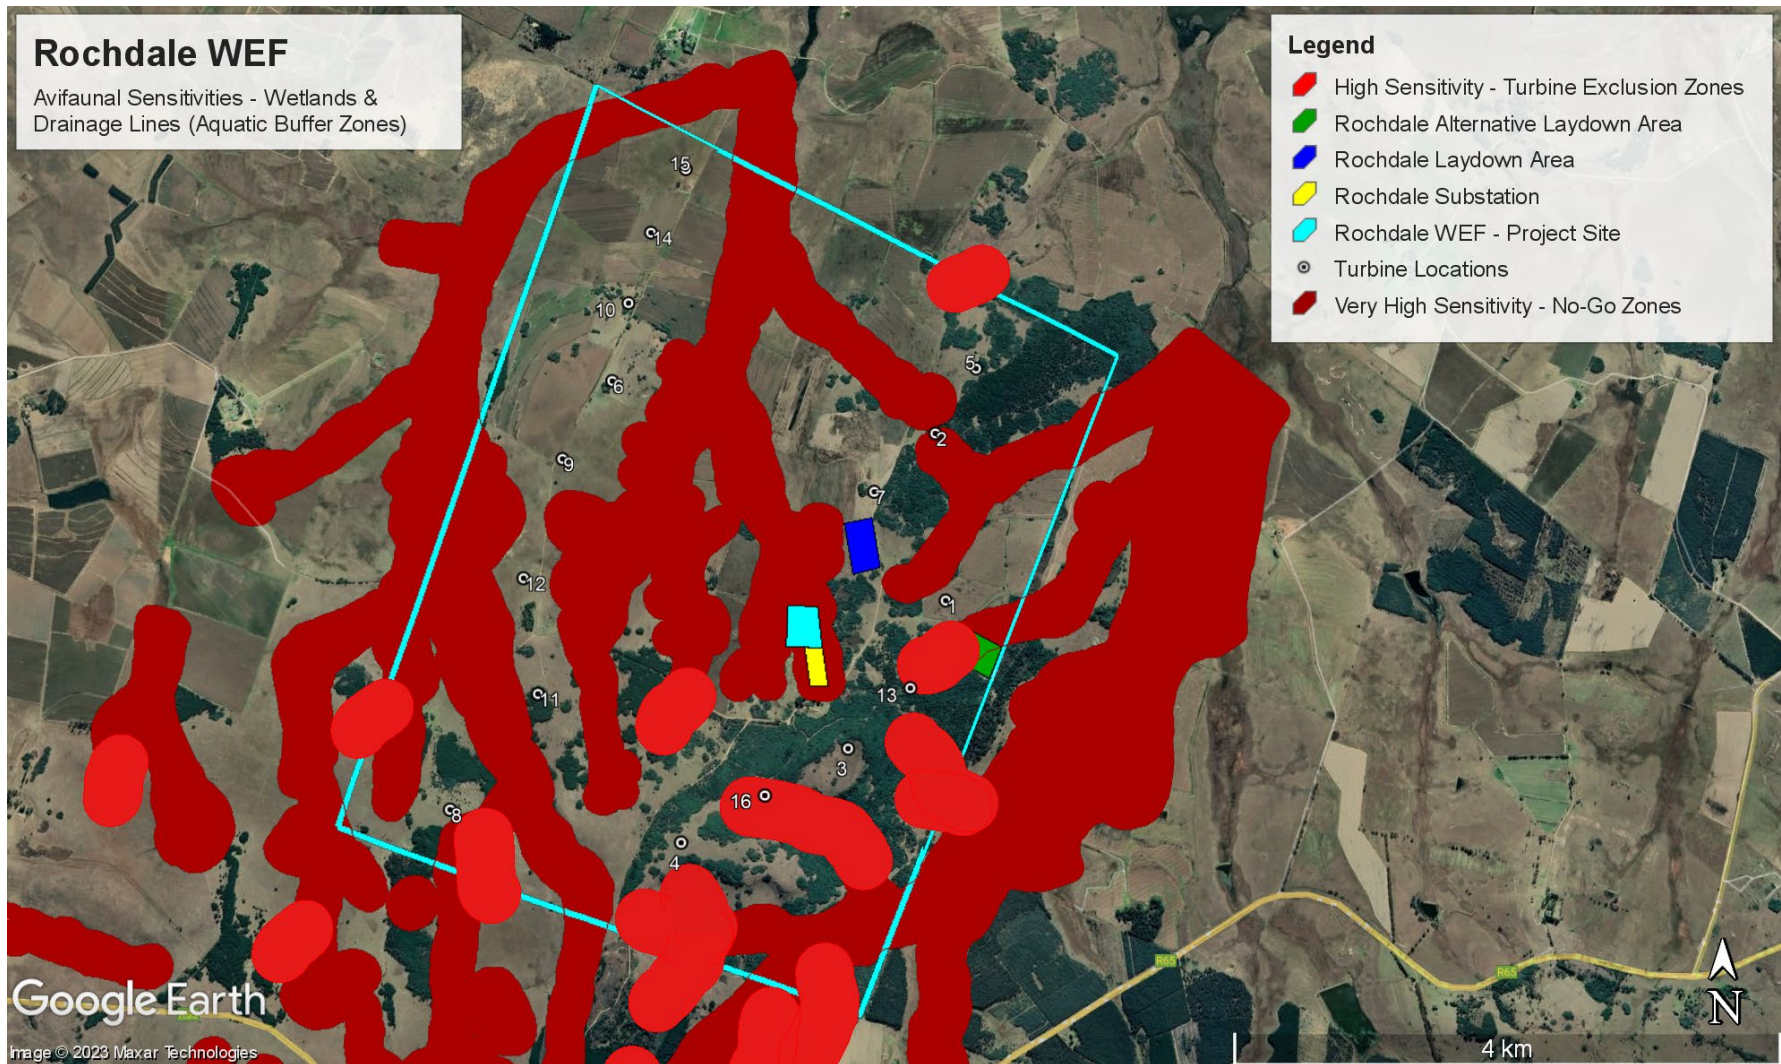 Rochdale WEF
Avifaunal Sensitivities - Wetlands &
Drainage Lines (Aquatic Buffer Zones)
Legend
High Sensitivity - Turbine Exclusion Zones
Rochdale Alternative Laydown Area
Rochdale Laydown Area
Rochdale Substation
Rochdale WEF - Project Site
Turbine Locations
Very High Sensitivity - No-Go Zones
15
14
10
5
6
2
9
7
12
1
13
11
3
16
8
4
R65
R65
Google Earth
Image © 2023 Maxar Technologies
N
4 km